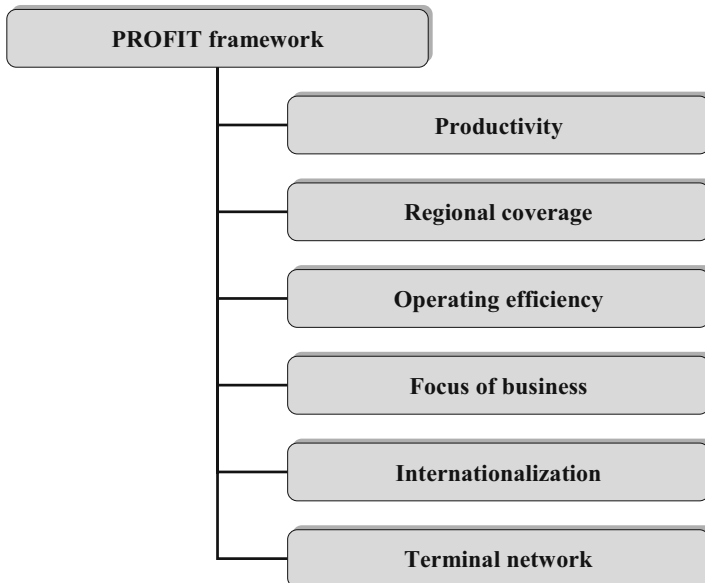 PROFIT framework
Productivity
Regional coverage
Operating efficiency
Focus of business
Internationalization
Terminal network